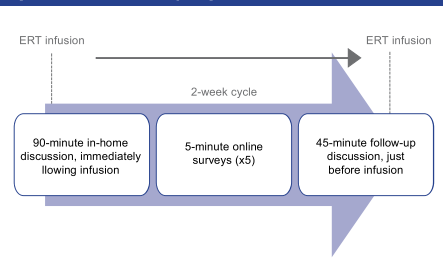 ERT infusion
ERT infusion
2-week cycle
90-minute in-home
discussion, immediately
llowing infusion
5-minute online
surveys (x5)
45-minute follow-up
discussion, just
before infusion